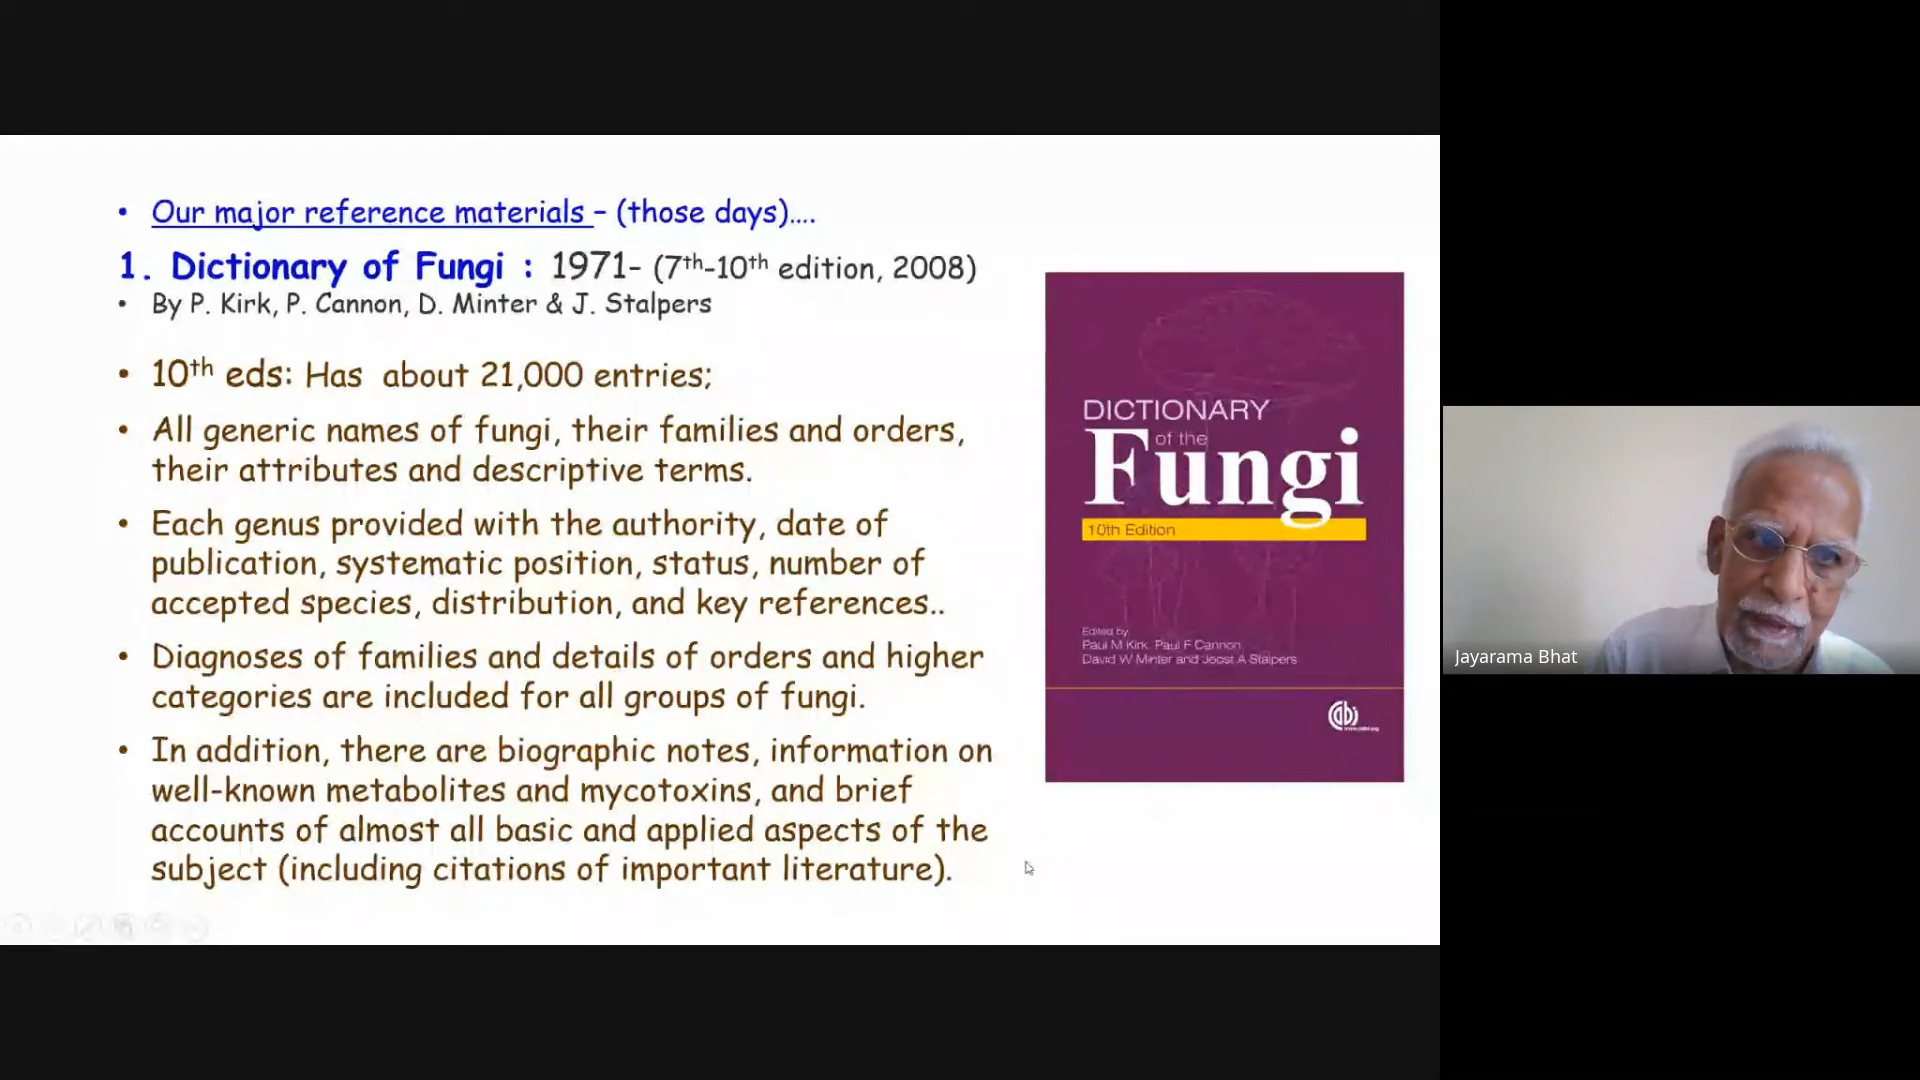 • Our major reference materials – (those days)....
1. Dictionary of Fungi : 1971- (7th-10th edition, 2008)
• By P. Kirk, P. Cannon, D. Minter & J. Stalpers
• 10th eds: Has about 21,000 entries;
• All generic names of fungi, their families and orders,
their attributes and descriptive terms.
• Each genus provided with the authority, date of
publication, systematic position, status, number of
accepted species, distribution, and key references..
• Diagnoses of families and details of orders and higher
categories are included for all groups of fungi.
• In addition, there are biographic notes, information on
well-known metabolites and mycotoxins, and brief
accounts of almost all basic and applied aspects of the
subject (including citations of important literature).
DICTIONARY
of the
Fungi
10th Edition
Edited by
Paul M Kirk, Paul F Cannon
David W Minter and Joost A Stalpers
cabi
Jayarama Bhat